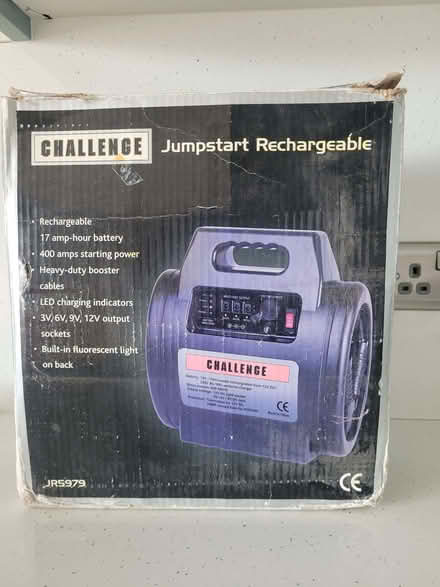 CHALLENGE
Jumpstart Rechargeable
• Rechargeable
17 amp-hour battery
• 400 amps starting power
• Heavy-duty booster
cables
• LED charging indicators
• 3V, 6V, 9V, 12V output
sockets
• Built-in fluorescent light
on back
CHALLENGE
CE
JR5979
CE